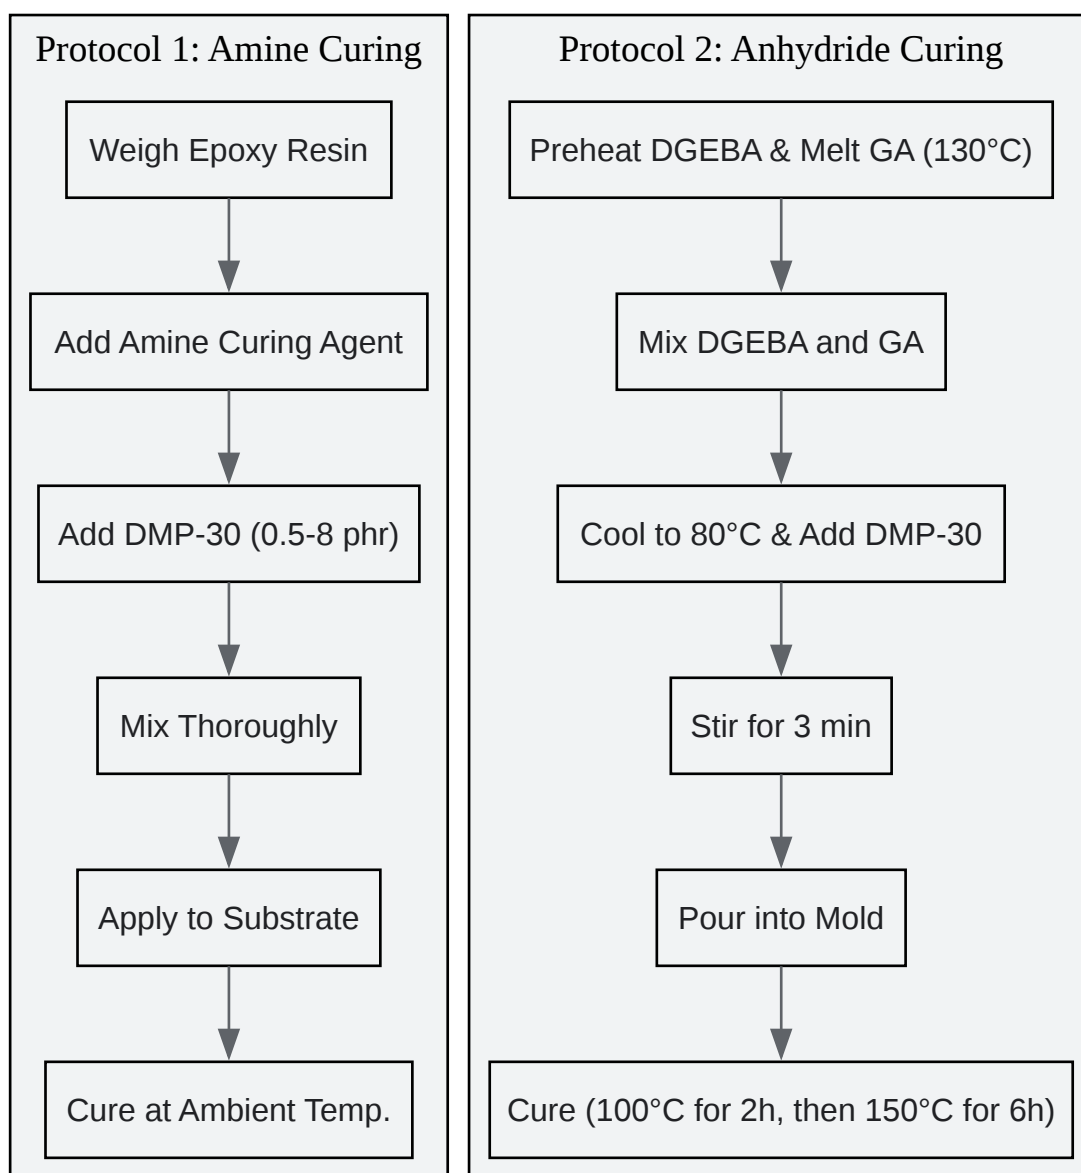 Protocol 1: Amine Curing
Weigh Epoxy Resin
Add Amine Curing Agent
Add DMP-30 (0.5-8 phr)
Mix Thoroughly
Apply to Substrate
Cure at Ambient Temp.
Protocol 2: Anhydride Curing
Preheat DGEBA & Melt GA (130°C)
Mix DGEBA and GA
Cool to 80°C & Add DMP-30
Stir for 3 min
Pour into Mold
Cure (100°C for 2h, then 150°C for 6h)